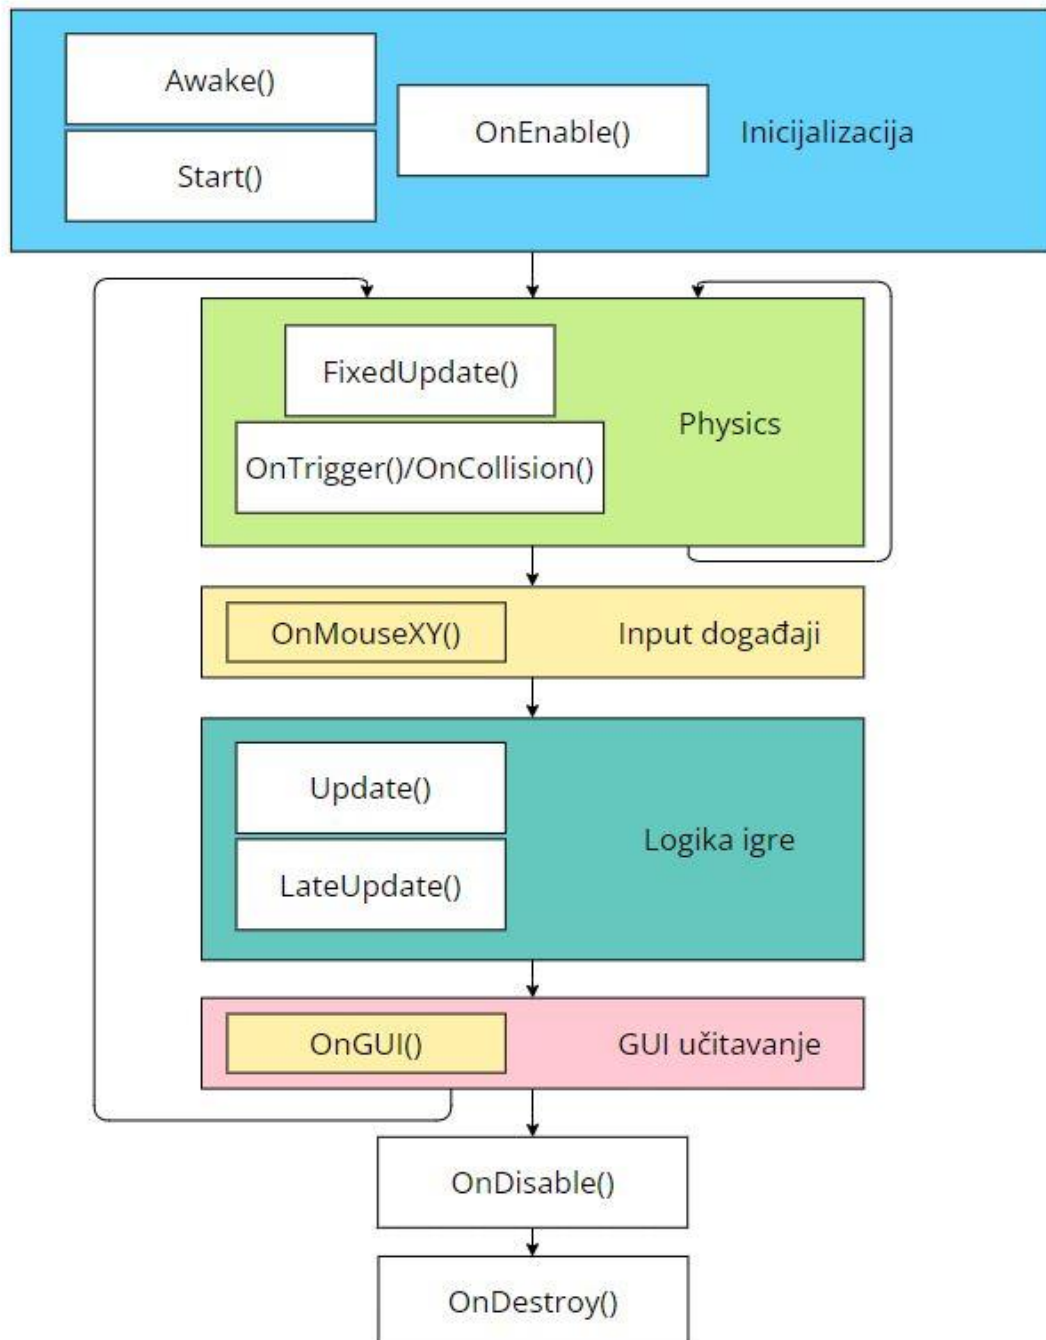 Awake()
OnEnable()
Inicijalizacija
Start()
FixedUpdate()
Physics
OnTrigger()/OnCollision()
OnMouseXY()
Input događaji
Update()
Logika igre
LateUpdate()
OnGUI()
GUI učitavanje
OnDisable()
OnDestroy()